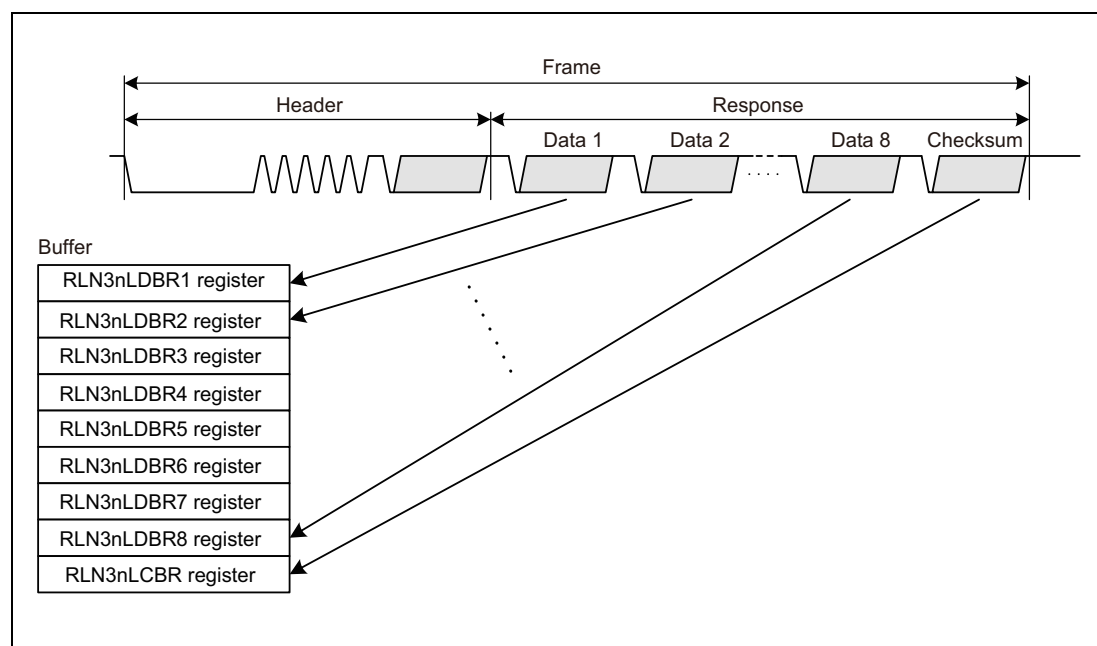 Frame
Header Response
Data 1 Data 2 Data 8 Checksum
Buffer
RLN3nLDBR1 register
RLN3nLDBR2 register
RLN3nLDBR3 register
RLN3nLDBR4 register
RLN3nLDBR5 register
RLN3nLDBR6 register
RLN3nLDBR7 register
RLN3nLDBR8 register
RLN3nLCBR register